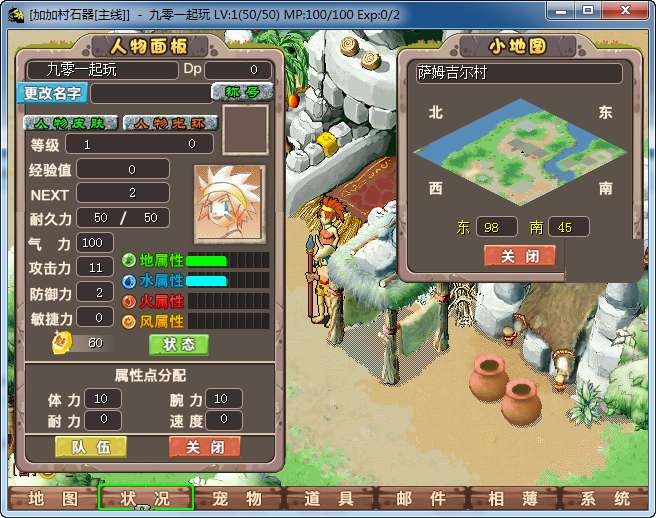 [加加村石器[主线]] - 九零一起玩 LV:1(50/50) MP:100/100 Exp:0/2
人物面板
九零一起玩 Dp 0
更改名字 称号
人物皮肤 人物光环
等级 1 0
经验值 0
NEXT 2
耐久力 50 / 50
气 力 100
攻击力 11
防御力 2
敏捷力 0
60
地属性
水属性
火属性
风属性
状态
属性点分配
体 力 10 腕 力 10
耐 力 0 速 度 0
队 伍 关 闭
小地图
萨姆吉尔村
北 东
西 南
东 98 南 45
关 闭
地 图 状 况 宠 物 道 具 邮 件 相 薄 系 统